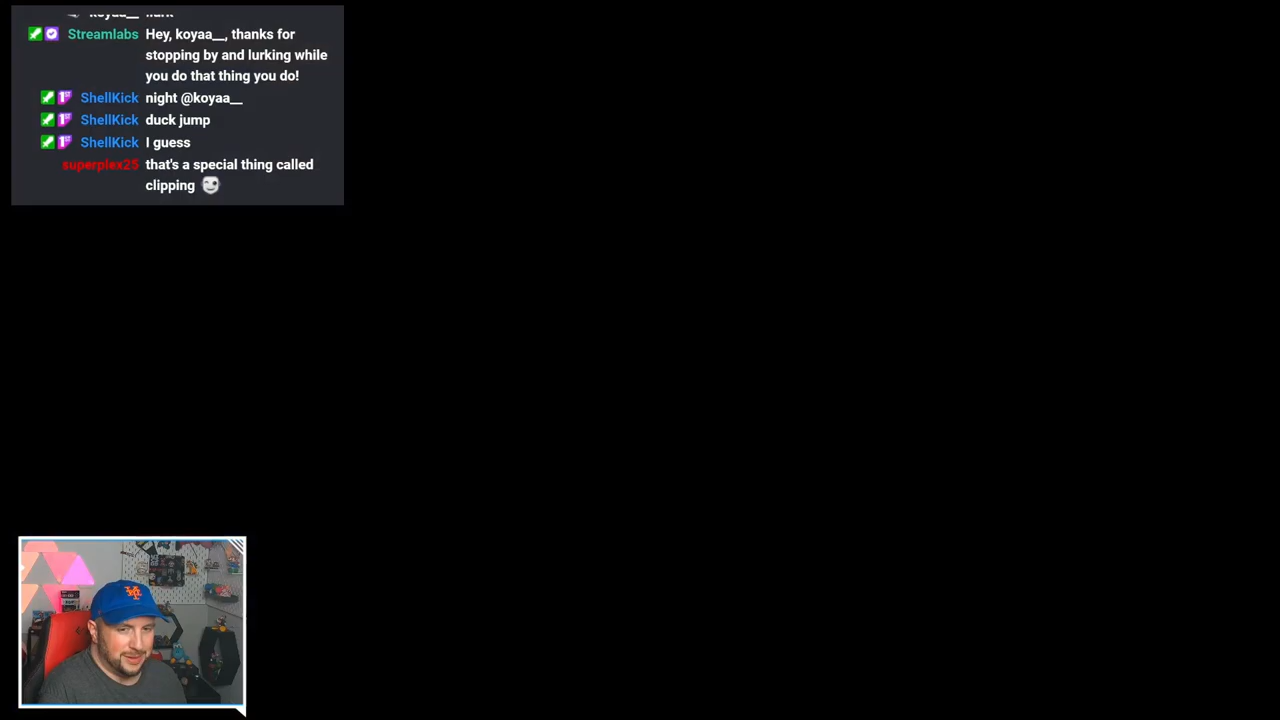 Streamlabs Hey, koyaa__, thanks for
stopping by and lurking while
you do that thing you do!
ShellKick night @koyaa__
ShellKick duck jump
ShellKick I guess
superplex25 that's a special thing called
clipping